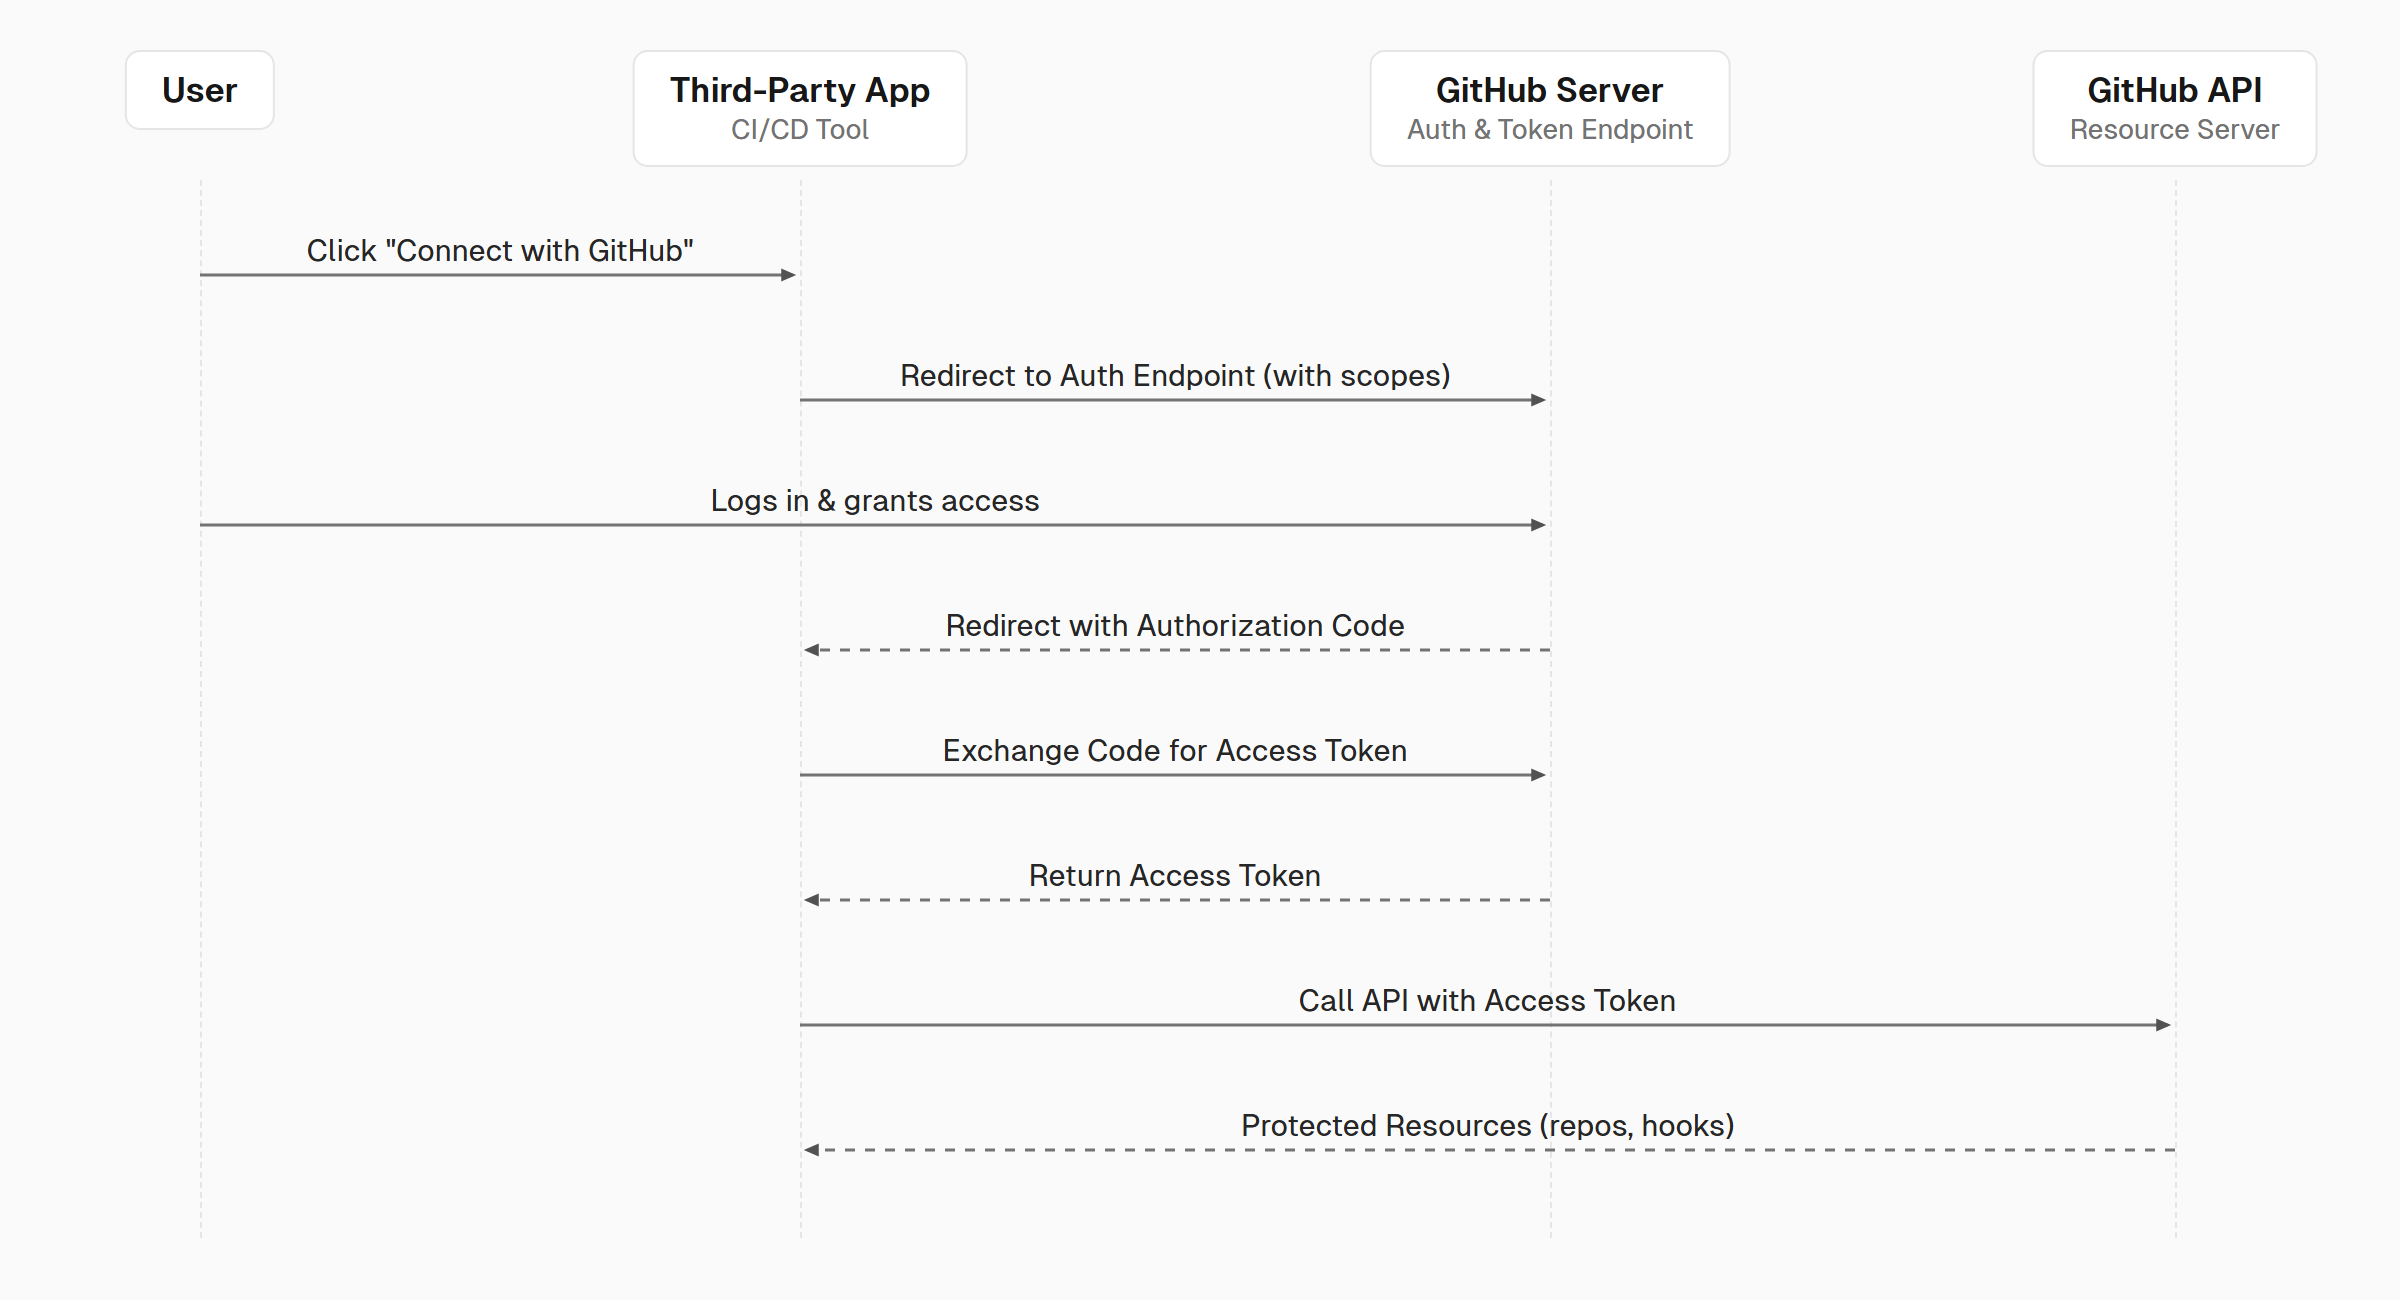 User
Third-Party App
CI/CD Tool
GitHub Server
Auth & Token Endpoint
GitHub API
Resource Server
Click "Connect with GitHub"
Redirect to Auth Endpoint (with scopes)
Logs in & grants access
Redirect with Authorization Code
Exchange Code for Access Token
Return Access Token
Call API with Access Token
Protected Resources (repos, hooks)